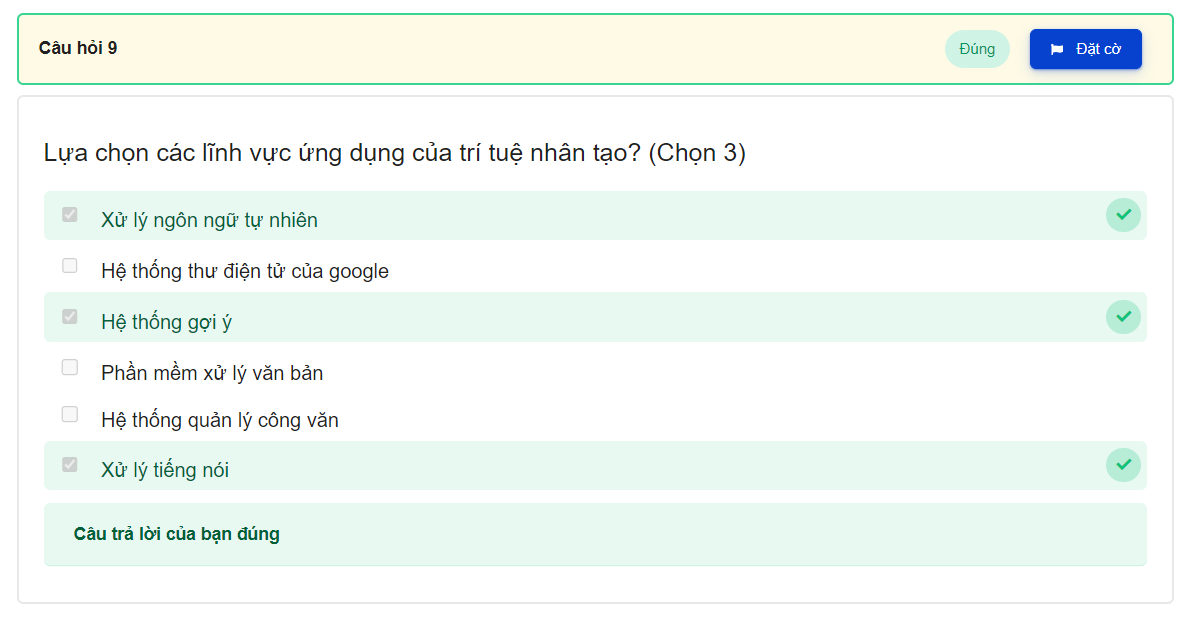 Câu hỏi 9
Đúng
Đặt cờ
Lựa chọn các lĩnh vực ứng dụng của trí tuệ nhân tạo? (Chọn 3)
Xử lý ngôn ngữ tự nhiên
Hệ thống thư điện tử của google
Hệ thống gợi ý
Phần mềm xử lý văn bản
Hệ thống quản lý công văn
Xử lý tiếng nói
Câu trả lời của bạn đúng